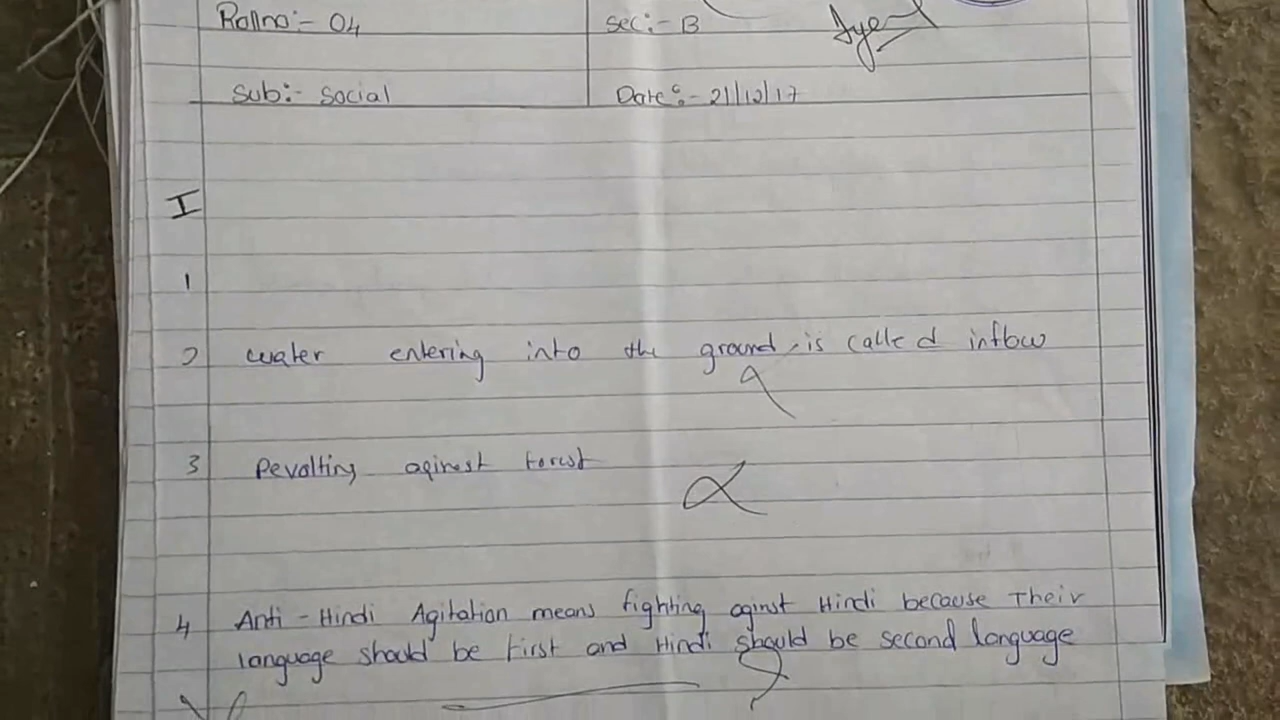 Rollno:- 04 Sec:- B
Sub:- Social Date:- 21/12/17
I
1
2 water entering into the ground, is called inflow
3 Revolting aginest forest
4 Anti-Hindi Agitation means fighting aginst Hindi because Their
language should be first and Hindi should be second language